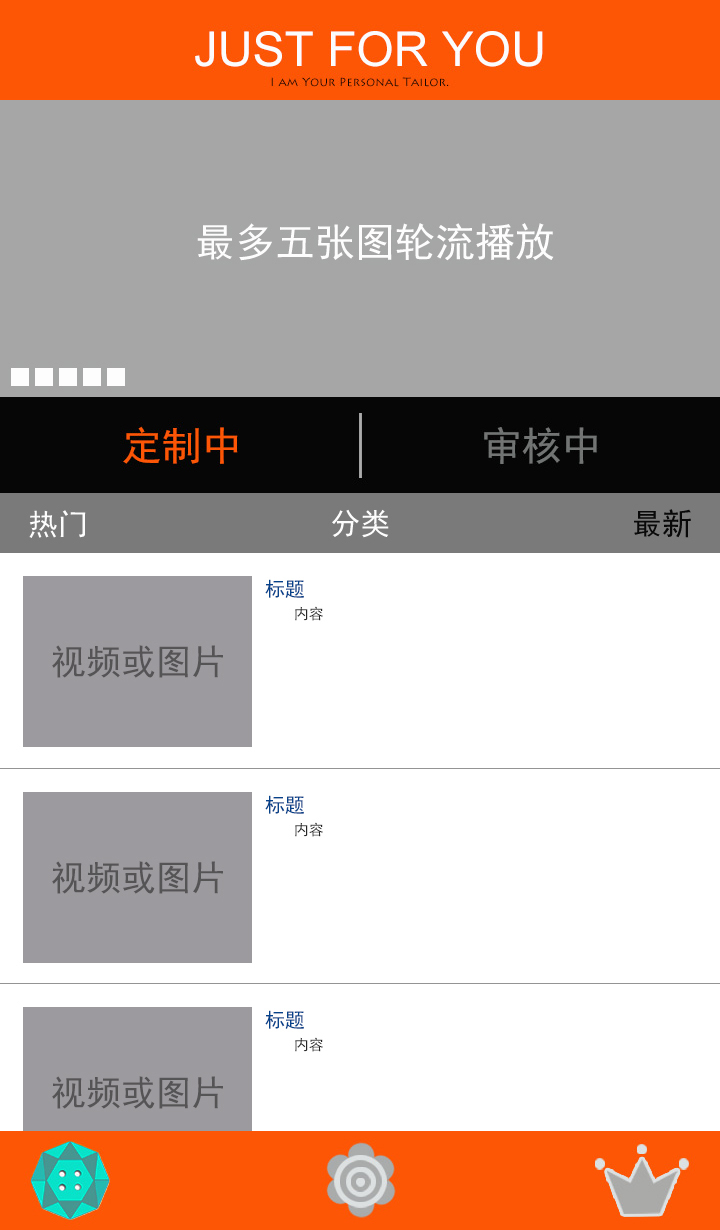 JUST FOR YOU
I am Your Personal Tailor.
最多五张图轮流播放
定制中 审核中
热门 分类 最新
视频或图片
标题
内容
视频或图片
标题
内容
视频或图片
标题
内容